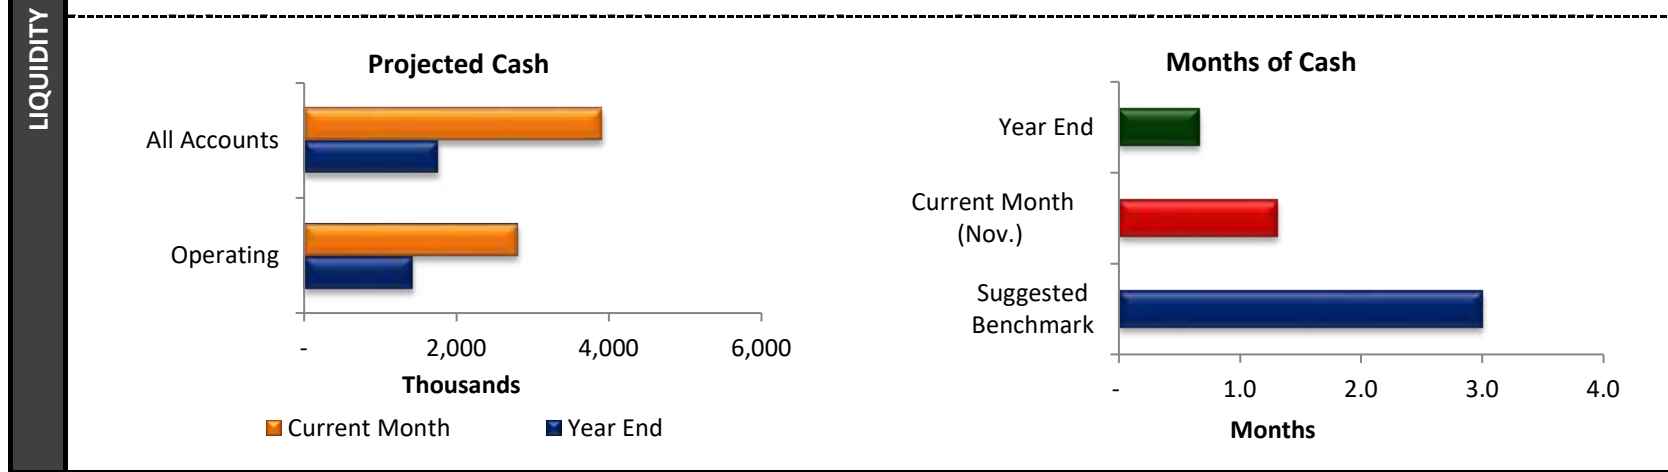 LIQUIDITY
Projected Cash
All Accounts
Operating
- 2,000 4,000 6,000
Thousands
Current Month Year End
Months of Cash
Year End
Current Month
(Nov.)
Suggested
Benchmark
- 1.0 2.0 3.0 4.0
Months